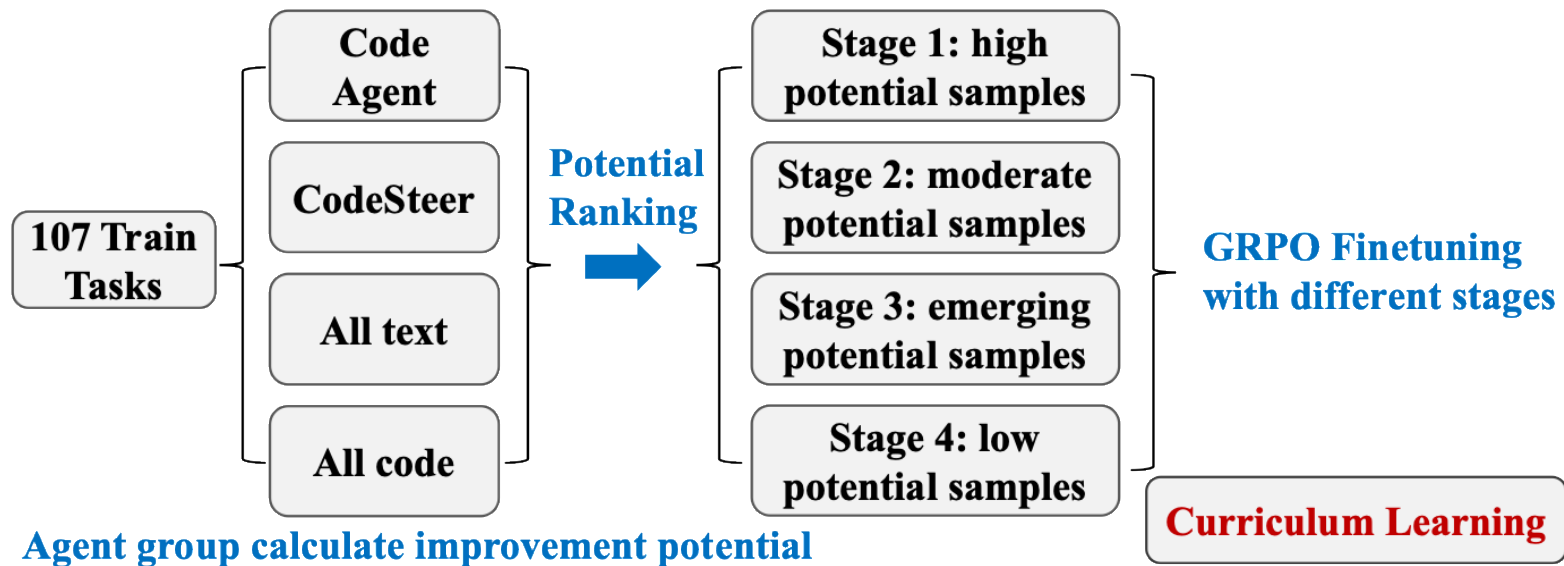 107 Train
Tasks
Code
Agent
CodeSteer
All text
All code
Agent group calculate improvement potential
Potential
Ranking
Stage 1: high
potential samples
Stage 2: moderate
potential samples
Stage 3: emerging
potential samples
Stage 4: low
potential samples
GRPO Finetuning
with different stages
Curriculum Learning